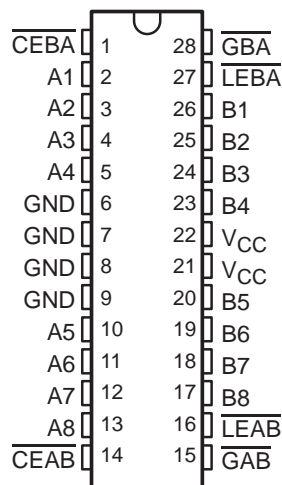 CEBA 1 28 GBA
A1 2 27 LEBA
A2 3 26 B1
A3 4 25 B2
A4 5 24 B3
GND 6 23 B4
GND 7 22 VCC
GND 8 21 VCC
GND 9 20 B5
A5 10 19 B6
A6 11 18 B7
A7 12 17 B8
A8 13 16 LEAB
CEAB 14 15 GAB